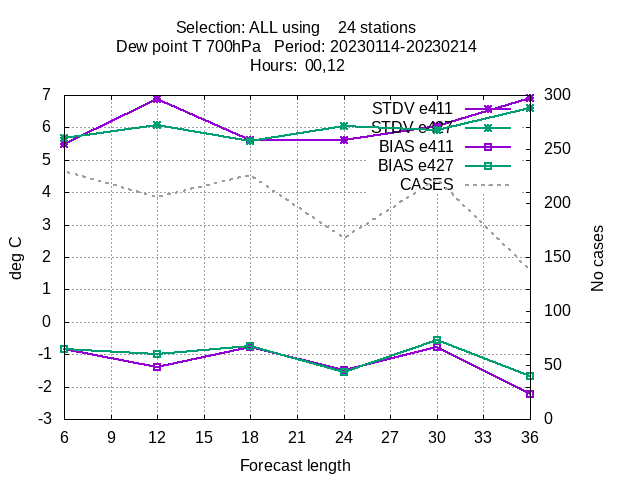 Selection: ALL using    24 stations
Dew point T 700hPa   Period: 20230114-20230214
Hours:  00,12
7
6
5
4
3
2
1
0
-1
-2
-3
deg C
300
250
200
150
100
50
0
No cases
STDV e411
STDV e427
BIAS e411
BIAS e427
CASES
6 9 12 15 18 21 24 27 30 33 36
Forecast length